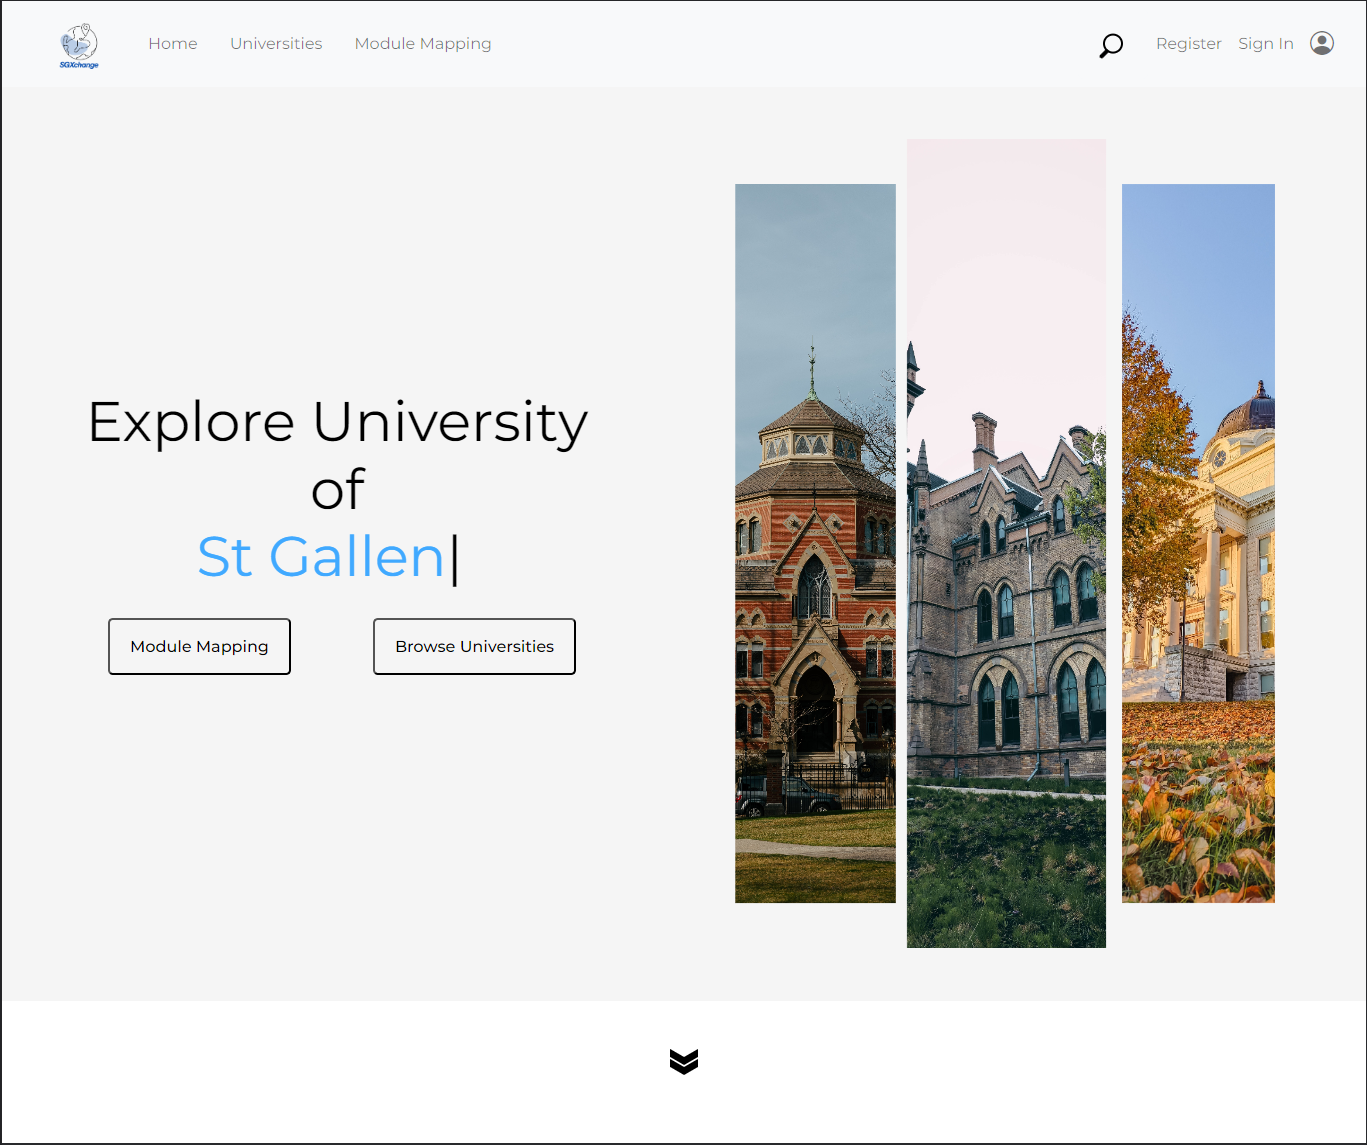 SGXchange
Home Universities Module Mapping Register Sign In
Explore University
of
St Gallen|
Module Mapping Browse Universities